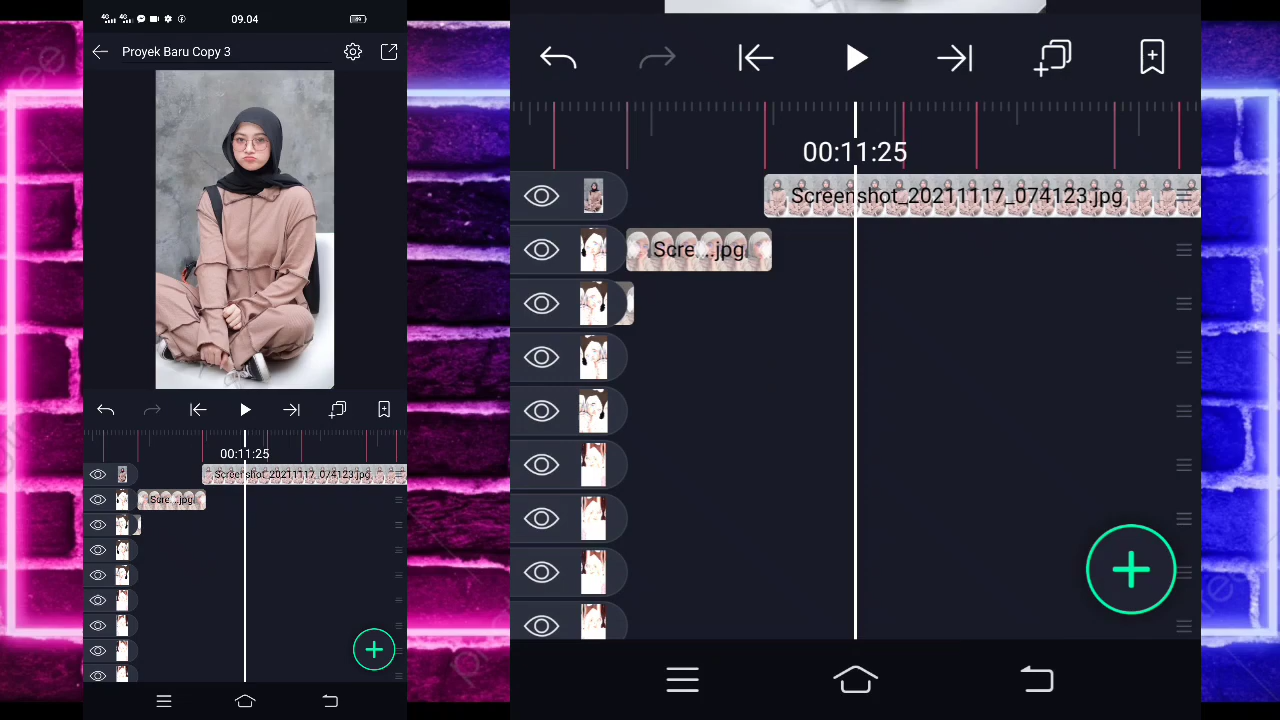 09.04
Proyek Baru Copy 3
00:11:25
Screenshot_20211117_074123.jpg
Scre...jpg
00:11:25
Screenshot_20211117_074123.jpg
Scre...jpg